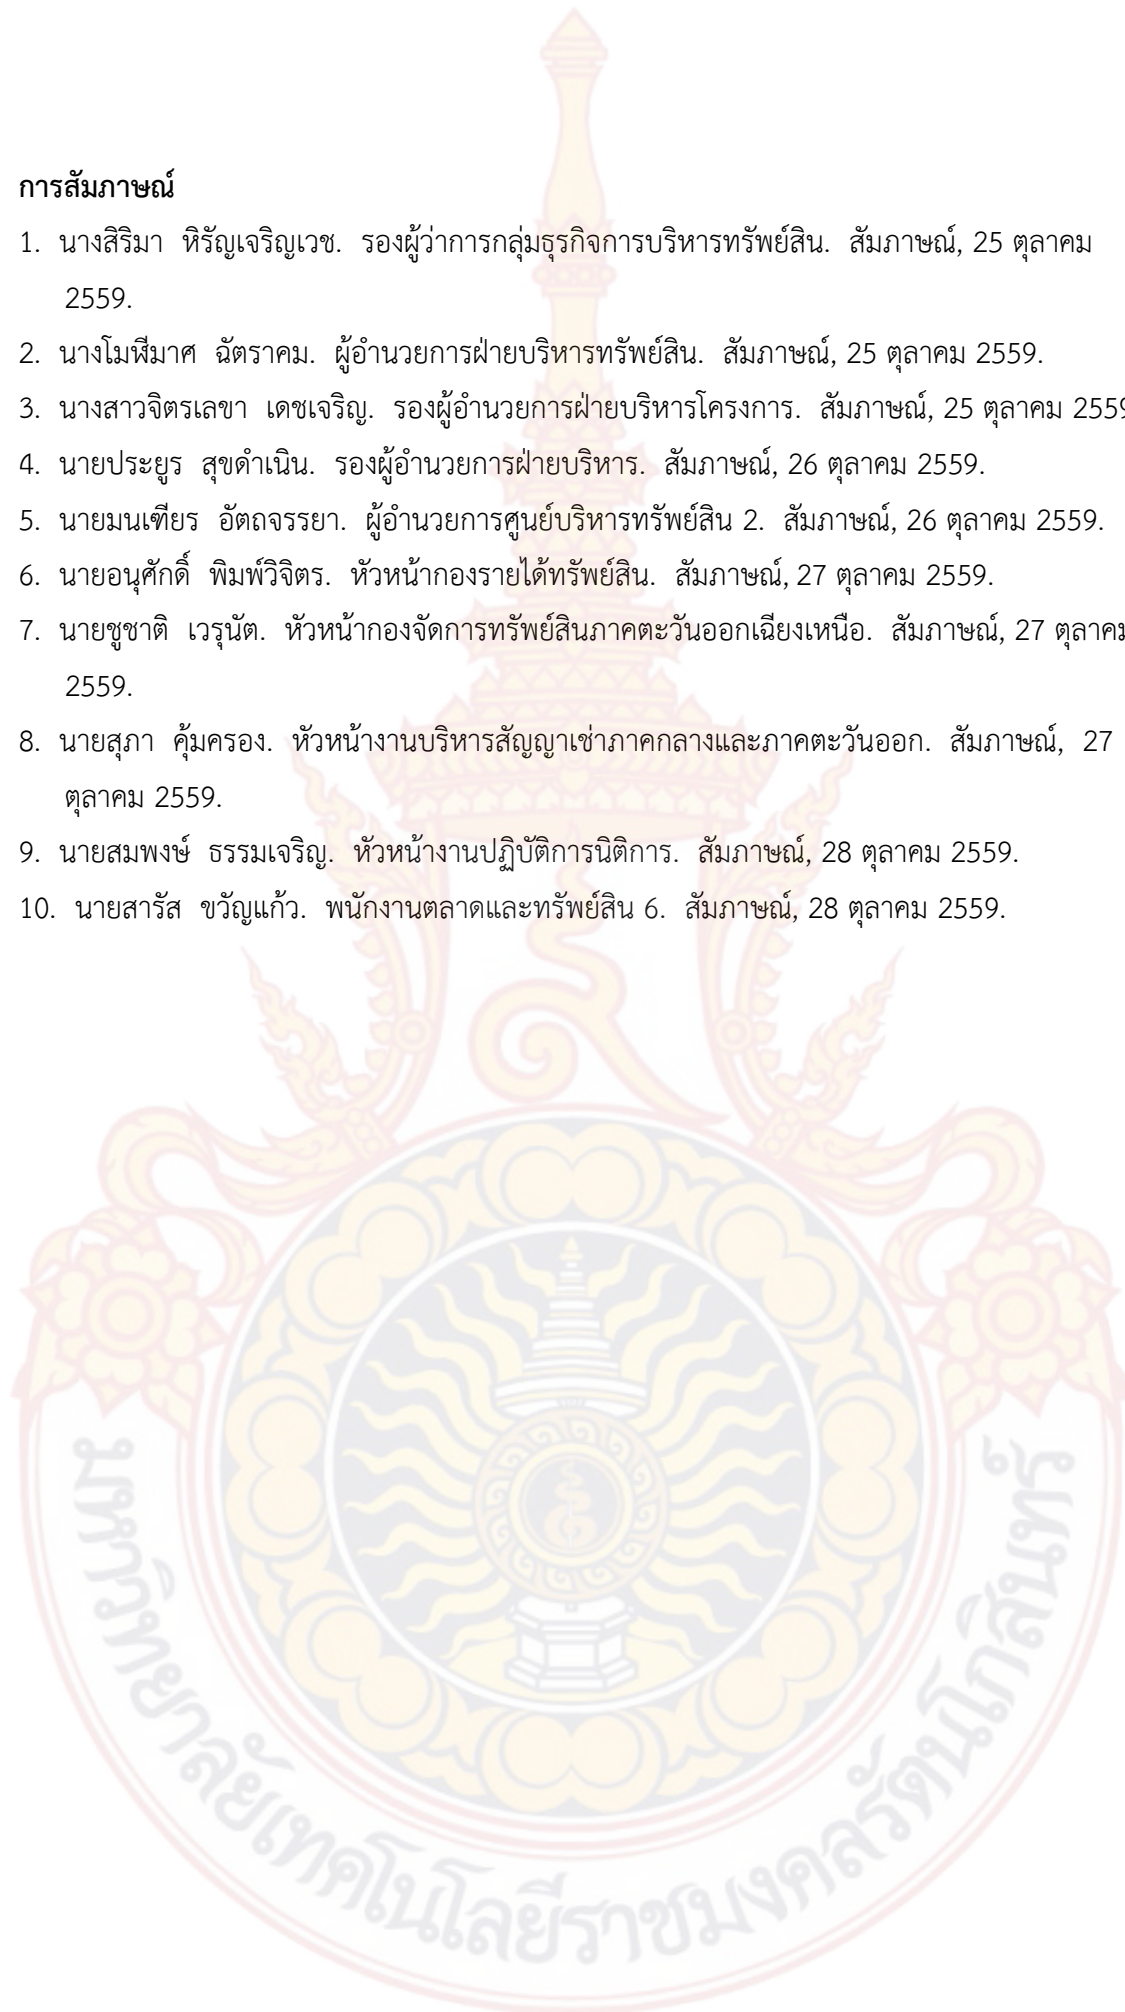 การสัมภาษณ์
1. นางสิริมา หิรัญเจริญเวช. รองผู้ว่าการกลุ่มธุรกิจการบริหารทรัพย์สิน. สัมภาษณ์, 25 ตุลาคม
2559.
2. นางโมฬีมาศ ฉัตราคม. ผู้อำนวยการฝ่ายบริหารทรัพย์สิน. สัมภาษณ์, 25 ตุลาคม 2559.
3. นางสาวจิตรเลขา เดชเจริญ. รองผู้อำนวยการฝ่ายบริหารโครงการ. สัมภาษณ์, 25 ตุลาคม 2559
4. นายประยูร สุขดำเนิน. รองผู้อำนวยการฝ่ายบริหาร. สัมภาษณ์, 26 ตุลาคม 2559.
5. นายมนเฑียร อัตถจรรยา. ผู้อำนวยการศูนย์บริหารทรัพย์สิน 2. สัมภาษณ์, 26 ตุลาคม 2559.
6. นายอนุศักดิ์ พิมพ์วิจิตร. หัวหน้ากองรายได้ทรัพย์สิน. สัมภาษณ์, 27 ตุลาคม 2559.
7. นายชูชาติ เวรุนัต. หัวหน้ากองจัดการทรัพย์สินภาคตะวันออกเฉียงเหนือ. สัมภาษณ์, 27 ตุลาคม
2559.
8. นายสุภา คุ้มครอง. หัวหน้างานบริหารสัญญาเช่าภาคกลางและภาคตะวันออก. สัมภาษณ์, 27
ตุลาคม 2559.
9. นายสมพงษ์ ธรรมเจริญ. หัวหน้างานปฏิบัติการนิติการ. สัมภาษณ์, 28 ตุลาคม 2559.
10. นายสารัส ขวัญแก้ว. พนักงานตลาดและทรัพย์สิน 6. สัมภาษณ์, 28 ตุลาคม 2559.
มหาวิทยาลัยเทคโนโลยีราชมงคลรัตนโกสินทร์